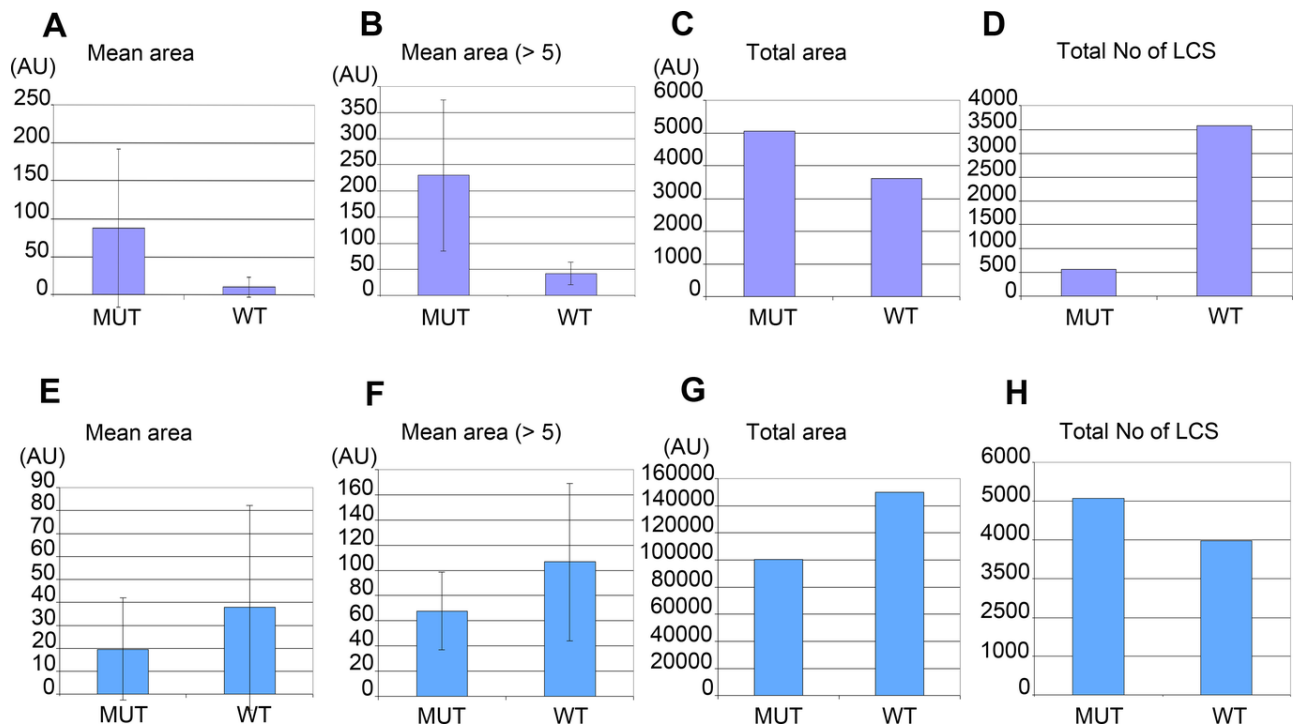 A
Mean area
(AU)
250
200
150
100
50
0
MUT
WT
B
Mean area (> 5)
(AU)
350
300
250
200
150
100
50
0
MUT
WT
C
Total area
6000
5000
4000
3000
2000
1000
0
MUT
WT
D
Total No of LCS
4000
3500
3000
2500
2000
1500
1000
500
0
MUT
WT
E
Mean area
(AU)
90
80
70
60
50
40
30
20
10
0
MUT
WT
F
Mean area (> 5)
(AU)
160
140
120
100
80
60
40
20
0
MUT
WT
G
Total area
(AU)
160000
140000
120000
100000
80000
60000
40000
20000
0
MUT
WT
H
Total No of LCS
6000
5000
4000
3500
2500
1000
0
MUT
WT